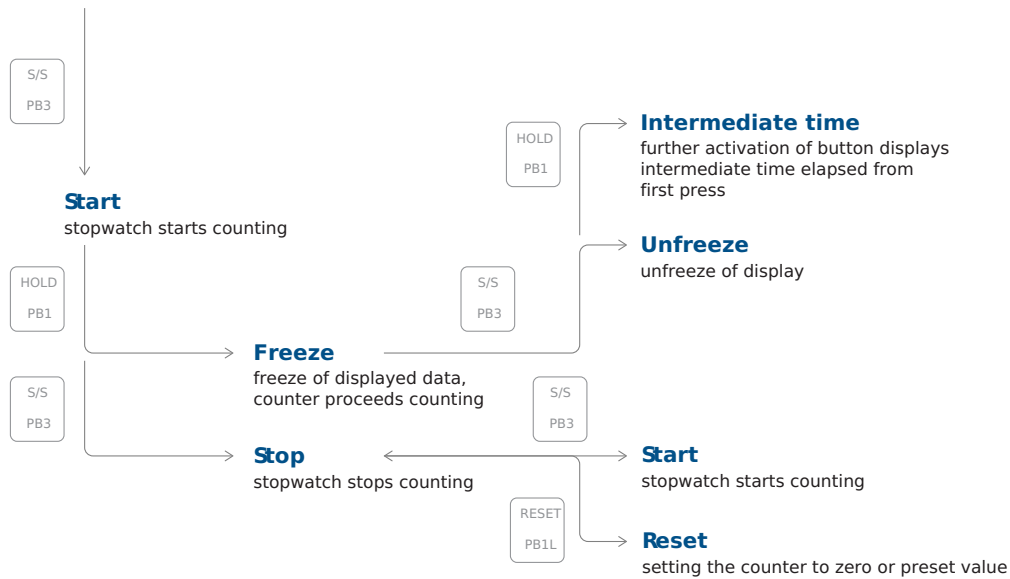 S/S
PB3
Start
stopwatch starts counting
HOLD
PB1
Intermediate time
further activation of button displays
intermediate time elapsed from
first press
Unfreeze
unfreeze of display
HOLD
PB1
S/S
PB3
Freeze
freeze of displayed data,
counter proceeds counting
S/S
PB3
S/S
PB3
Stop
stopwatch stops counting
Start
stopwatch starts counting
RESET
PB1L
Reset
setting the counter to zero or preset value